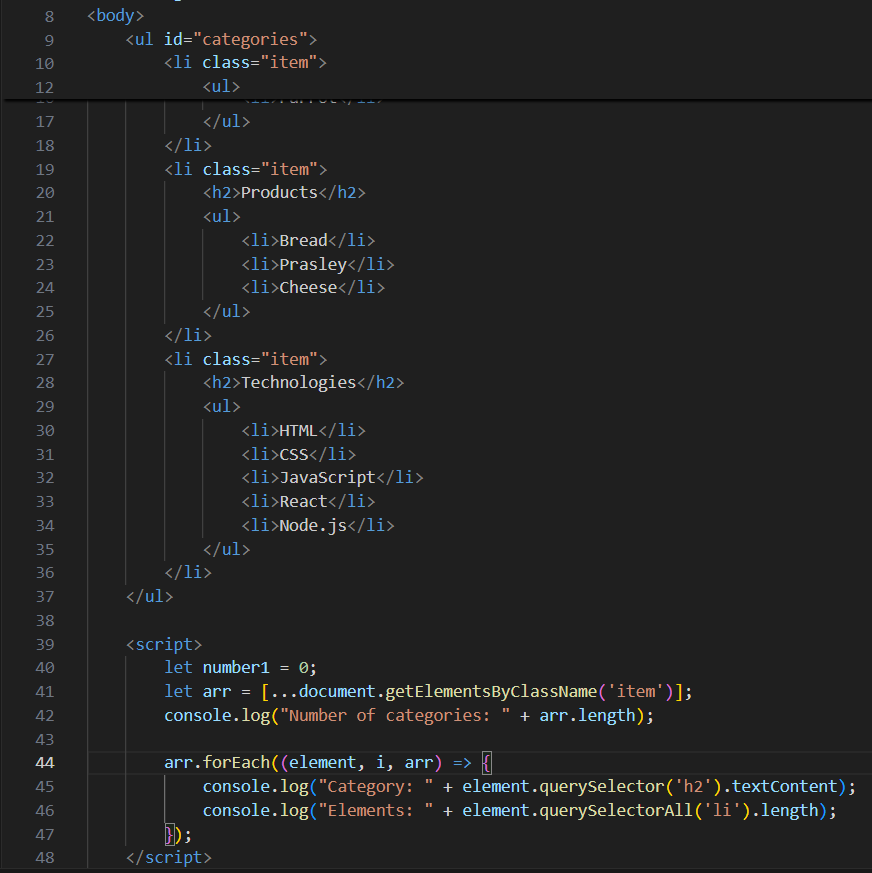 8 <body>
9 <ul id="categories">
10 <li class="item">
12 <ul>
17 </ul>
18 </li>
19 <li class="item">
20 <h2>Products</h2>
21 <ul>
22 <li>Bread</li>
23 <li>Prasley</li>
24 <li>Cheese</li>
25 </ul>
26 </li>
27 <li class="item">
28 <h2>Technologies</h2>
29 <ul>
30 <li>HTML</li>
31 <li>CSS</li>
32 <li>JavaScript</li>
33 <li>React</li>
34 <li>Node.js</li>
35 </ul>
36 </li>
37 </ul>
38
39 <script>
40 let number1 = 0;
41 let arr = [...document.getElementsByClassName('item')];
42 console.log("Number of categories: " + arr.length);
43
44 arr.forEach((element, i, arr) => {
45 console.log("Category: " + element.querySelector('h2').textContent);
46 console.log("Elements: " + element.querySelectorAll('li').length);
47 });
48 </script>